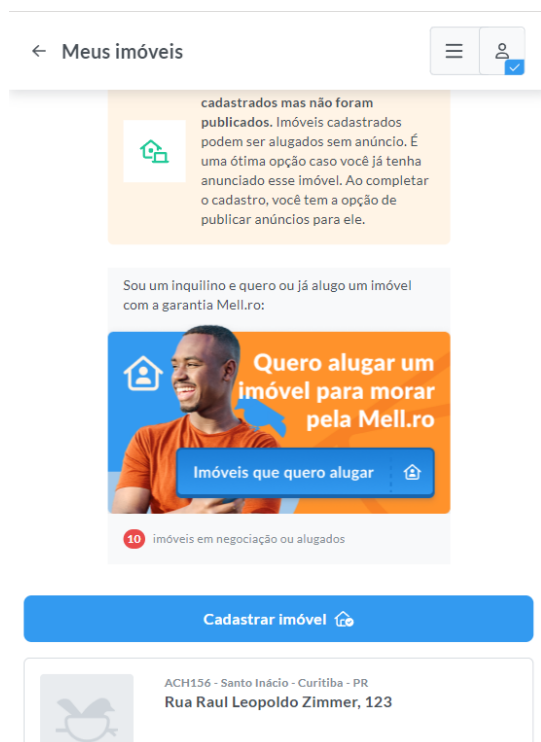 Meus imóveis
cadastrados mas não foram
publicados. Imóveis cadastrados
podem ser alugados sem anúncio. É
uma ótima opção caso você já tenha
anunciado esse imóvel. Ao completar
o cadastro, você tem a opção de
publicar anúncios para ele.
Sou um inquilino e quero ou já alugo um imóvel
com a garantia Mell.ro:
Quero alugar um
imóvel para morar
pela Mell.ro
Imóveis que quero alugar
10 imóveis em negociação ou alugados
Cadastrar imóvel
ACH156 - Santo Inácio - Curitiba - PR
Rua Raul Leopoldo Zimmer, 123